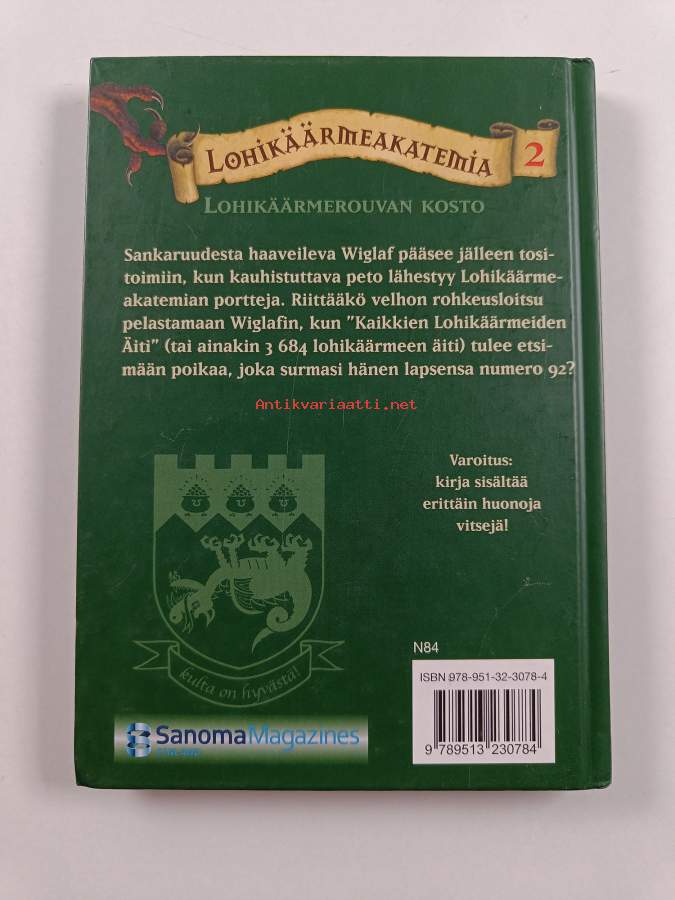 LOHIKÄÄRMEAKATEMIA
2
LOHIKÄÄRMEROUVAN KOSTO
Sankaruudesta haaveileva Wiglaf pääsee jälleen tosi-
toimiin, kun kauhistuttava peto lähestyy Lohikäärme-
akatemian portteja. Riittääkö velhon rohkeusloitsu
pelastamaan Wiglafin, kun ”Kaikkien Lohikäärmeiden
Äiti” (tai ainakin 3 684 lohikäärmeen äiti) tulee etsi-
mään poikaa, joka surmasi hänen lapsensa numero 92?
Antikvariaatti.net
Varoitus:
kirja sisältää
erittäin huonoja
vitsejä!
kulta on hyvästä!
N84
ISBN 978-951-32-3078-4
9 789513 230784
SanomaMagazines